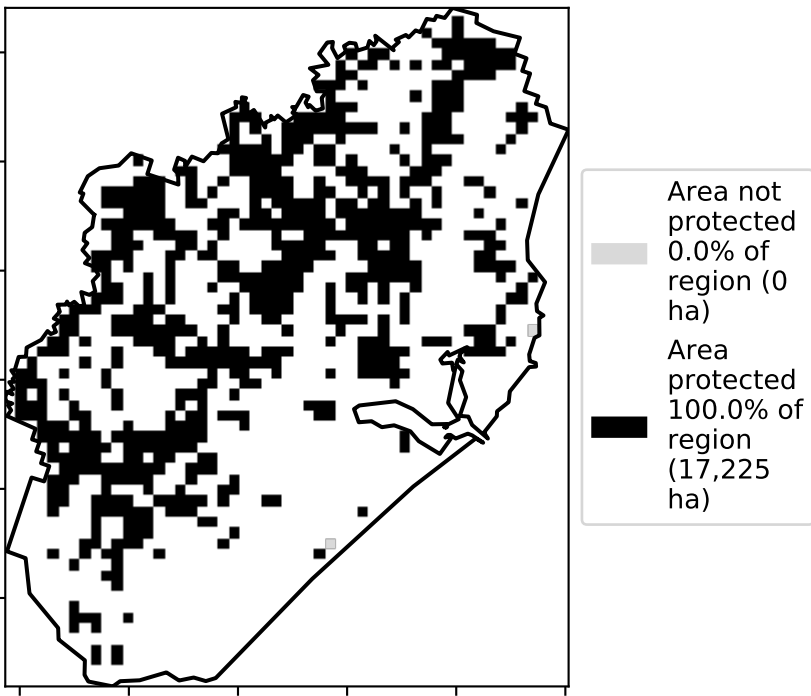 Area not
protected
0.0% of
region (0
ha)
Area
protected
100.0% of
region
(17,225
ha)